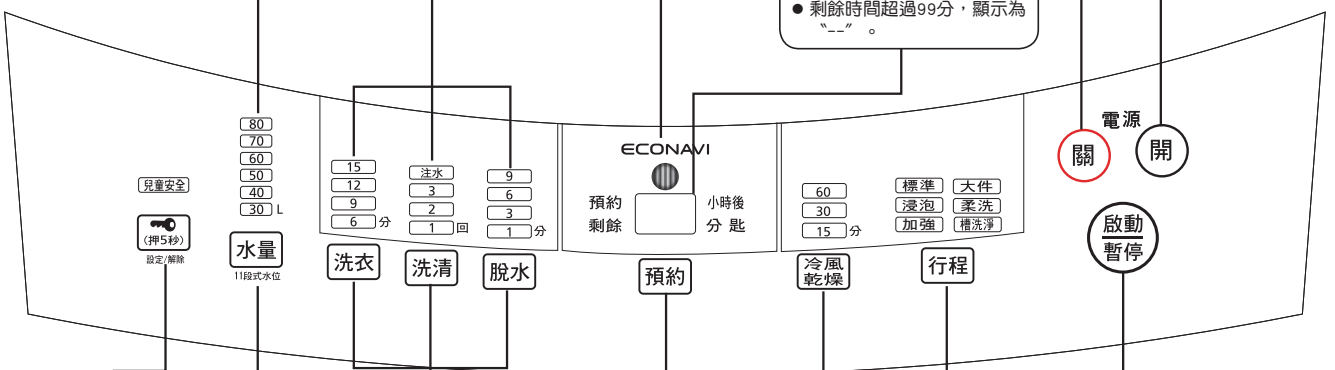 ● 剩餘時間超過99分，顯示為
〝--〞。
兒童安全
(押5秒)
設定/解除
80
70
60
50
40
30 L
水量
11段式水位
15
12
9
6 分
洗衣
注水
3
2
1 回
洗清
9
6
3
1 分
脫水
ECONAVI
預約 小時後
剩餘 分 匙
預約
60
30
15 分
冷風
乾燥
標準 大件
浸泡 柔洗
加強 槽洗淨
行程
電源
關 開
啟動
暫停